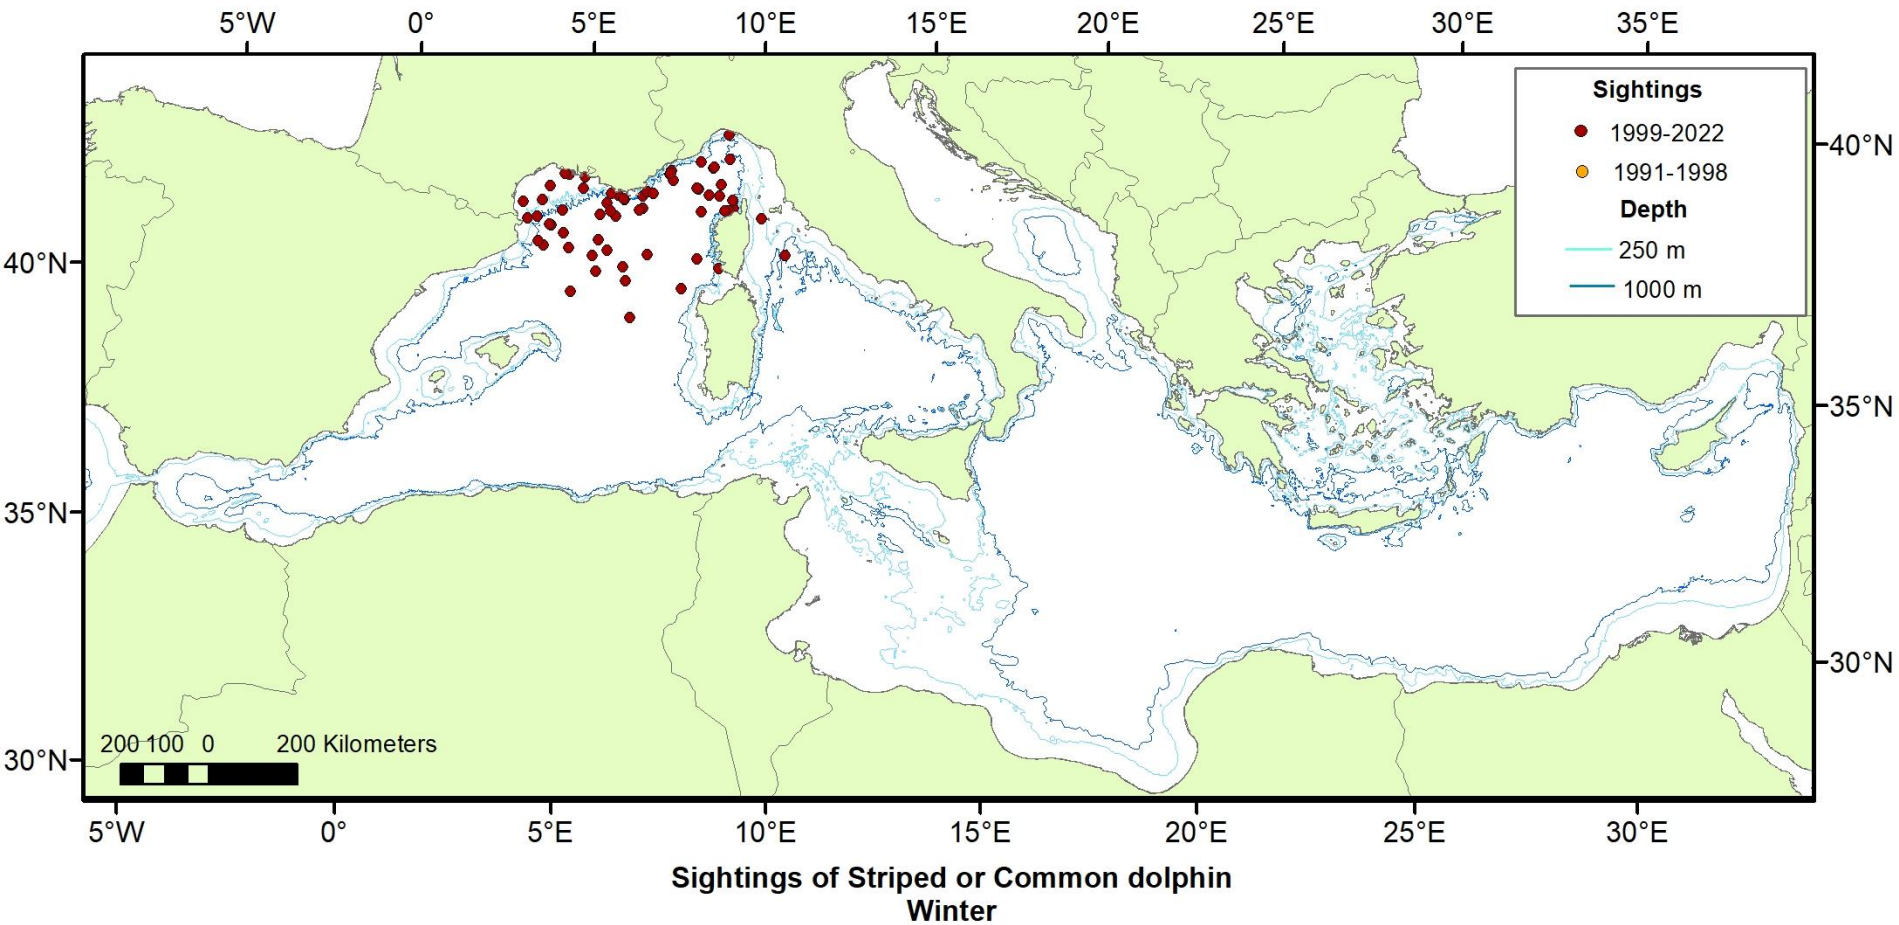 5°W 0° 5°E 10°E 15°E 20°E 25°E 30°E 35°E
Sightings
1999-2022
1991-1998
Depth
250 m
1000 m
40°N
40°N
35°N
35°N
30°N
30°N
200 100 0 200 Kilometers
5°W 0° 5°E 10°E 15°E 20°E 25°E 30°E
Sightings of Striped or Common dolphin
Winter